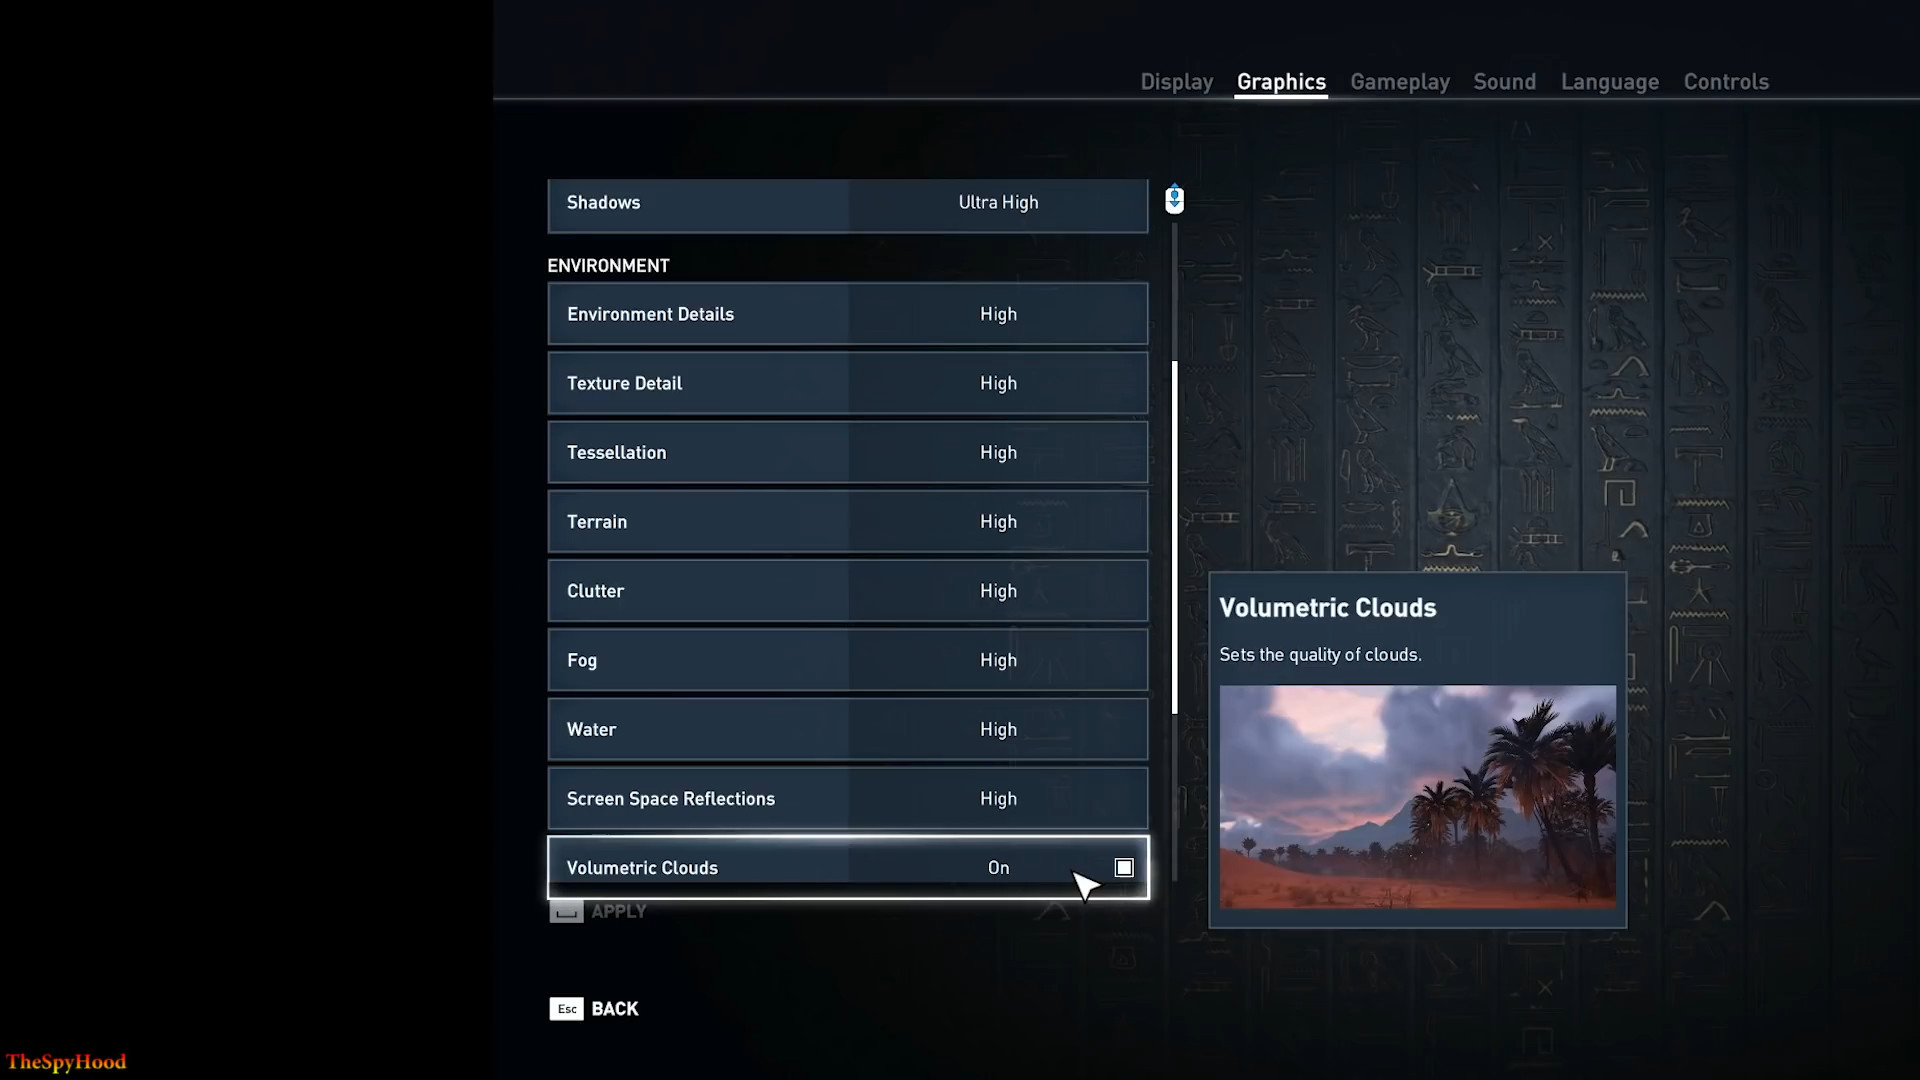 Display Graphics Gameplay Sound Language Controls
Shadows Ultra High
ENVIRONMENT
Environment Details High
Texture Detail High
Tessellation High
Terrain High
Clutter High
Fog High
Water High
Screen Space Reflections High
Volumetric Clouds On
APPLY
Esc BACK
Volumetric Clouds
Sets the quality of clouds.
TheSpyHood